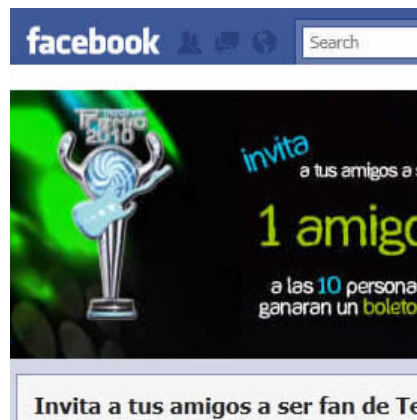 facebook
Search
PREMIO
2010
invita
a tus amigos a
1 amigo
a las 10 persona
ganaran un boleto
Invita a tus amigos a ser fan de Te